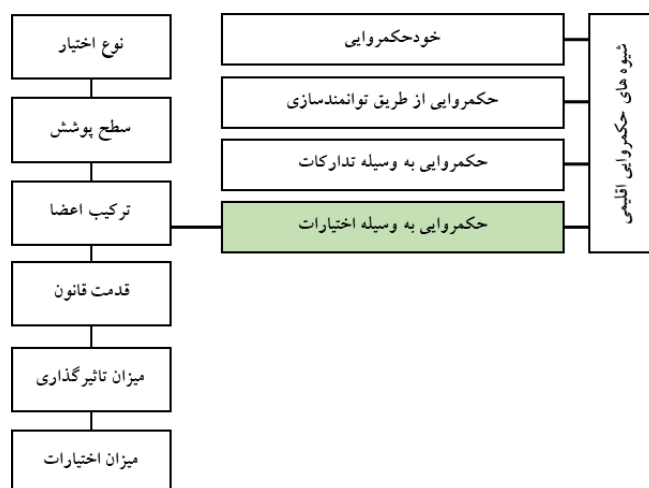 شیوه های حکمروایی اقلیمی
خودحکمروایی
حکمروایی از طریق توانمندسازی
حکمروایی به وسیله تدارکات
حکمروایی به وسیله اختیارات
نوع اختیار
سطح پوشش
ترکیب اعضا
قدمت قانون
میزان تاثیرگذاری
میزان اختیارات